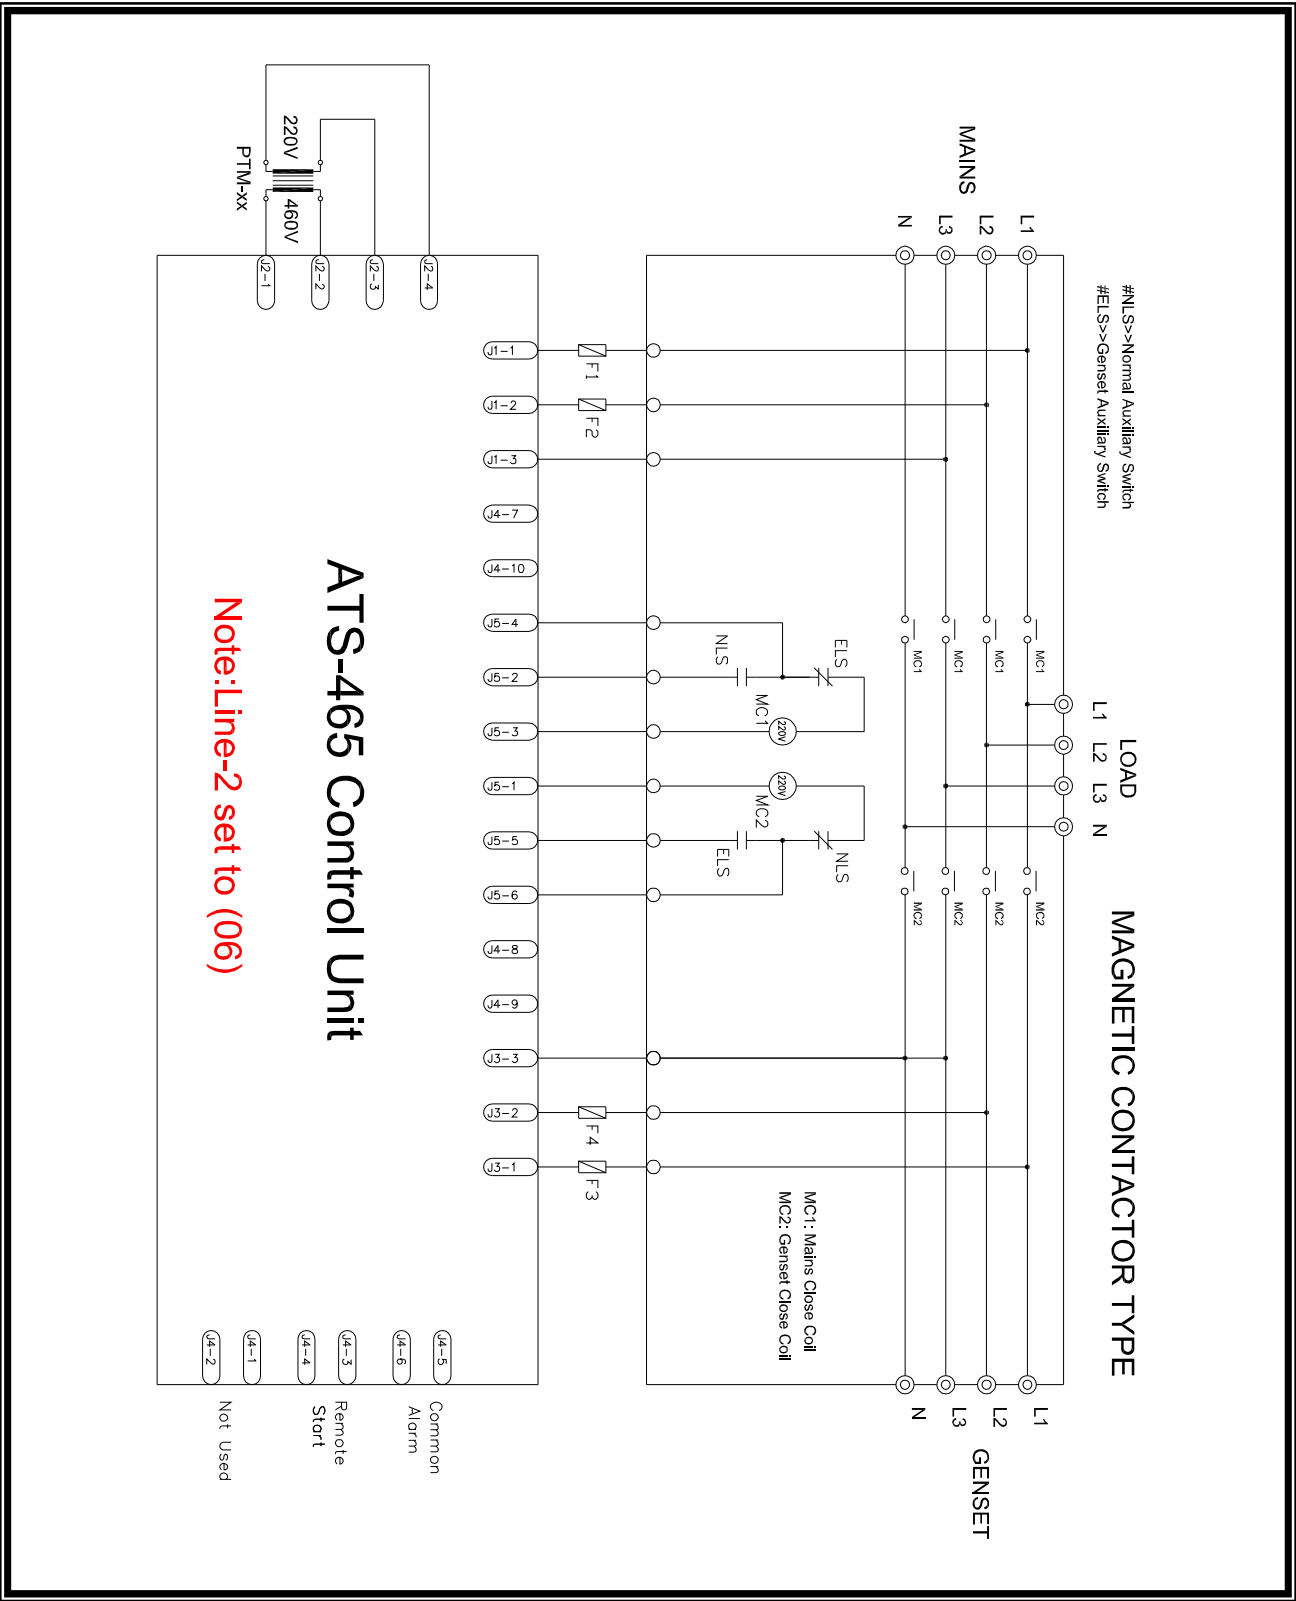 MAGNETIC CONTACTOR TYPE
#NLS>>Normal Auxiliary Switch
#ELS>>Genset Auxiliary Switch
LOAD
L1 L2 L3 N
MAINS
L1
L2
L3
N
MC1
MC1
MC1
MC1
MC2
MC2
MC2
MC2
GENSET
L1
L2
L3
N
MC1: Mains Close Coil
MC2: Genset Close Coil
ELS
NLS
MC1
220V
220V
MC2
NLS
ELS
F1
F2
F4
F3
J1-1
J1-2
J1-3
J4-7
J4-10
J5-4
J5-2
J5-3
J5-1
J5-5
J5-6
J4-8
J4-9
J3-3
J3-2
J3-1
J2-4
J2-3
J2-2
J2-1
220V
460V
PTM-xx
ATS-465 Control Unit
Note:Line-2 set to (06)
J4-5
J4-6
J4-3
J4-4
J4-1
J4-2
Common
Alarm
Remote
Start
Not Used